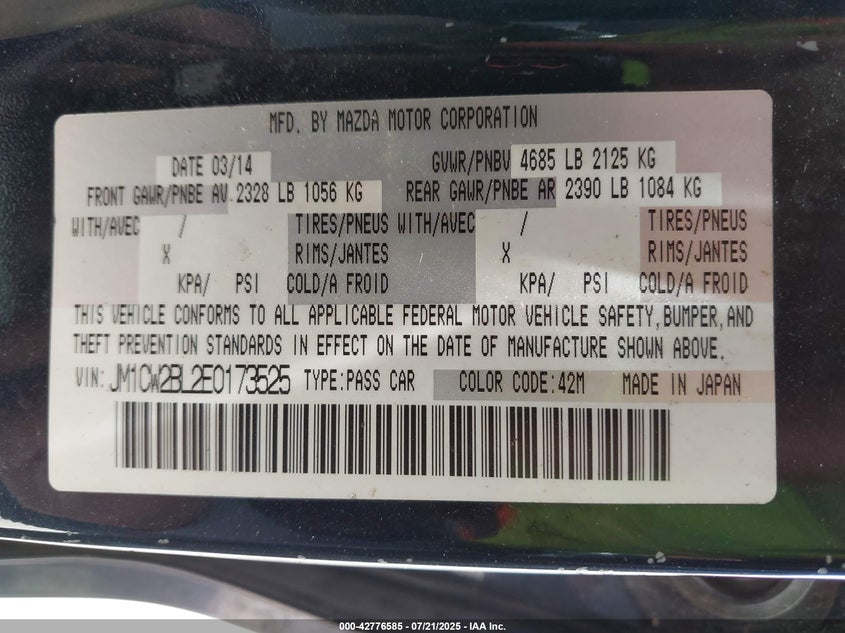 MFD. BY MAZDA MOTOR CORPORATION
DATE 03/14 GVWR/PNBV 4685 LB 2125 KG
FRONT GAWR/PNBE AV 2328 LB 1056 KG REAR GAWR/PNBE AR 2390 LB 1084 KG
WITH/AVEC / TIRES/PNEUS WITH/AVEC / TIRES/PNEUS
X RIMS/JANTES X RIMS/JANTES
KPA/ PSI COLD/A FROID KPA/ PSI COLD/A FROID
THIS VEHICLE CONFORMS TO ALL APPLICABLE FEDERAL MOTOR VEHICLE SAFETY,BUMPER,AND
THEFT PREVENTION STANDARDS IN EFFECT ON THE DATE OF MANUFACTURE SHOWN ABOVE.
VIN: JM1CW2BL2E0173525 TYPE:PASS CAR COLOR CODE:42M MADE IN JAPAN
000-42776585 - 07/21/2025 - IAA Inc.